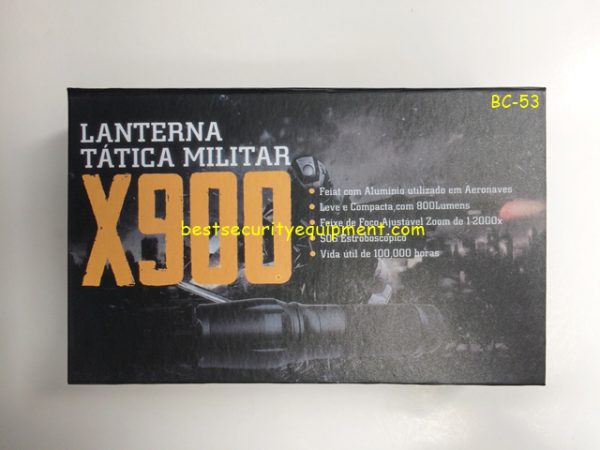 BC-53
LANTERNA
TÁTICA MILITAR
X900
Feiat com Alumínio utilizado em Aeronaves
Leve e Compacta, com 800Lumens
bestsecurityequipment.com
Feixe de Foco Ajustável Zoom de 1-2000x
SOS Estroboscópico
Vida útil de 100,000 horas